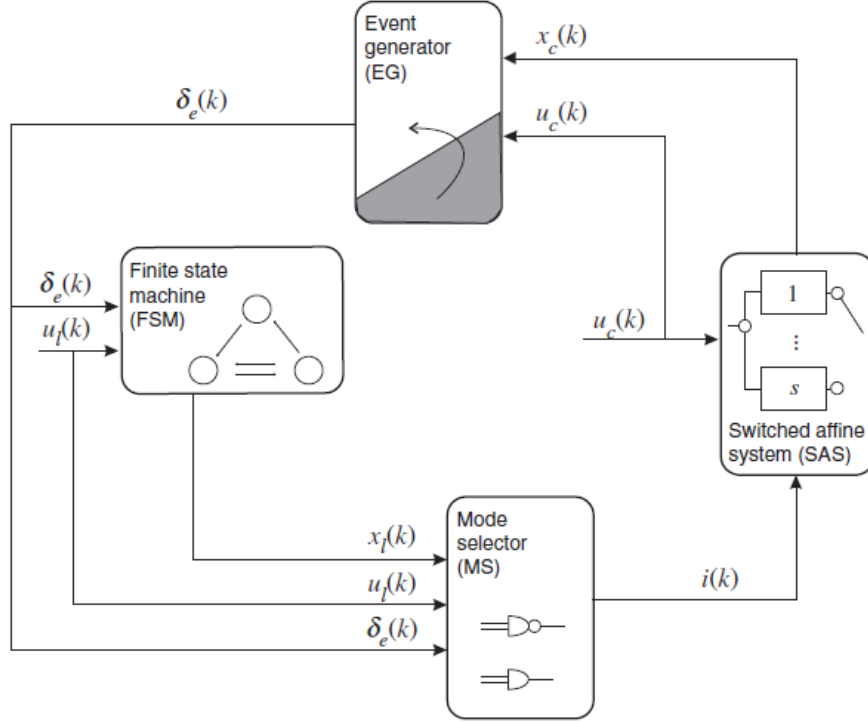 Event
generator
(EG)
x_c(k)
δ_e(k)
u_c(k)
Finite state
machine
(FSM)
δ_e(k)
u_l(k)
u_c(k)
1
⋮
s
Switched affine
system (SAS)
Mode
selector
(MS)
x_l(k)
u_l(k)
δ_e(k)
i(k)